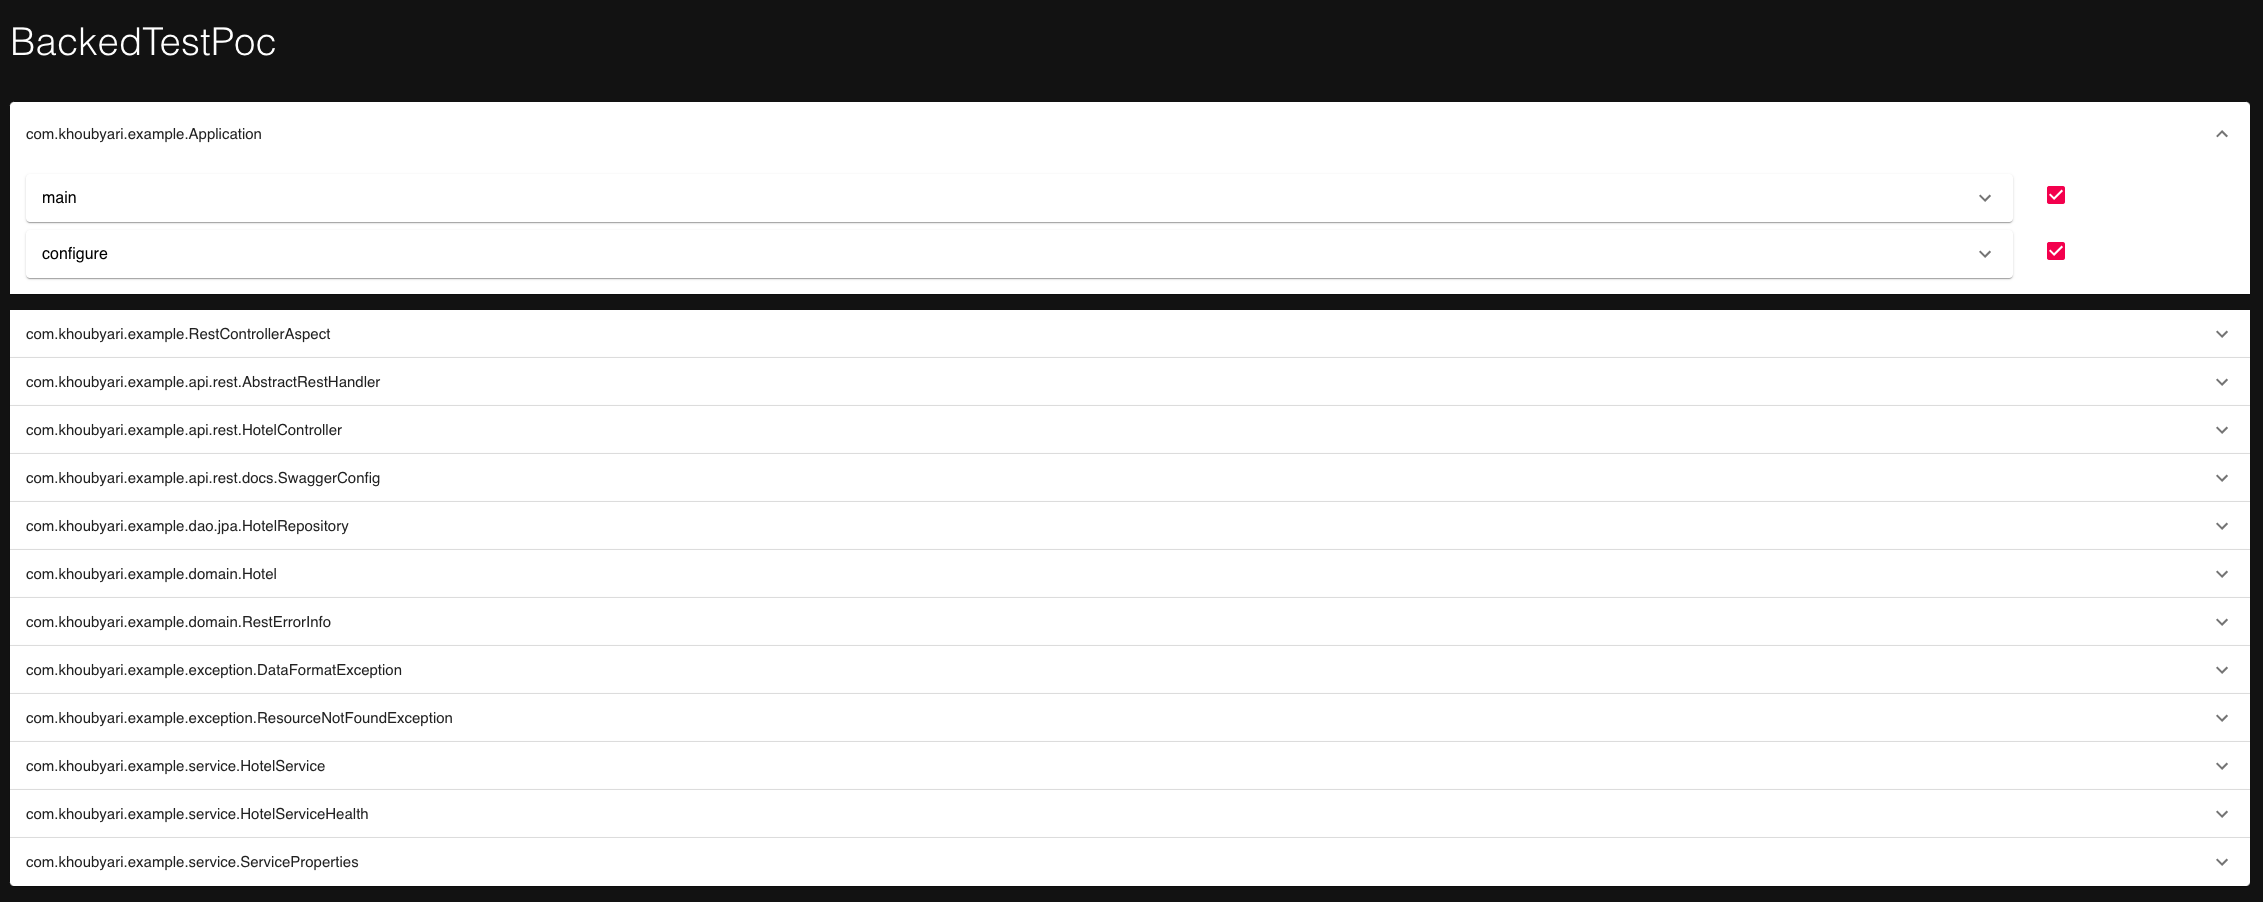 BackedTestPoc
com.khoubyari.example.Application
main
configure
com.khoubyari.example.RestControllerAspect
com.khoubyari.example.api.rest.AbstractRestHandler
com.khoubyari.example.api.rest.HotelController
com.khoubyari.example.api.rest.docs.SwaggerConfig
com.khoubyari.example.dao.jpa.HotelRepository
com.khoubyari.example.domain.Hotel
com.khoubyari.example.domain.RestErrorInfo
com.khoubyari.example.exception.DataFormatException
com.khoubyari.example.exception.ResourceNotFoundException
com.khoubyari.example.service.HotelService
com.khoubyari.example.service.HotelServiceHealth
com.khoubyari.example.service.ServiceProperties